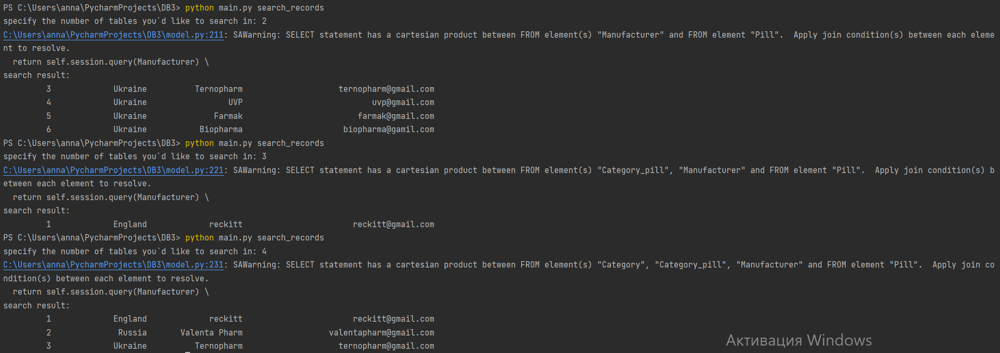 PS C:\Users\anna\PycharmProjects\DB3> python main.py search_records
specify the number of tables you`d like to search in: 2
C:\Users\anna\PycharmProjects\DB3\model.py:211: SAWarning: SELECT statement has a cartesian product between FROM element(s) "Manufacturer" and FROM element "Pill".  Apply join condition(s) between each eleme
nt to resolve.
  return self.session.query(Manufacturer) \
search result:
         3             Ukraine          Ternopharm                    ternopharm@gmail.com
         4             Ukraine                 UVP                           uvp@gmail.com
         5             Ukraine              Farmak                        farmak@gmail.com
         6             Ukraine           Biopharma                     biopharma@gamil.com
PS C:\Users\anna\PycharmProjects\DB3> python main.py search_records
specify the number of tables you`d like to search in: 3
C:\Users\anna\PycharmProjects\DB3\model.py:221: SAWarning: SELECT statement has a cartesian product between FROM element(s) "Category_pill", "Manufacturer" and FROM element "Pill".  Apply join condition(s) b
etween each element to resolve.
  return self.session.query(Manufacturer) \
search result:
         1             England             reckitt                       reckitt@gmail.com
PS C:\Users\anna\PycharmProjects\DB3> python main.py search_records
specify the number of tables you`d like to search in: 4
C:\Users\anna\PycharmProjects\DB3\model.py:231: SAWarning: SELECT statement has a cartesian product between FROM element(s) "Category", "Category_pill", "Manufacturer" and FROM element "Pill".  Apply join co
ndition(s) between each element to resolve.
  return self.session.query(Manufacturer) \
search result:
         1             England             reckitt                       reckitt@gmail.com
         2              Russia       Valenta Pharm                  valentapharm@gmail.com
         3             Ukraine          Ternopharm                    ternopharm@gmail.com
Активация Windows